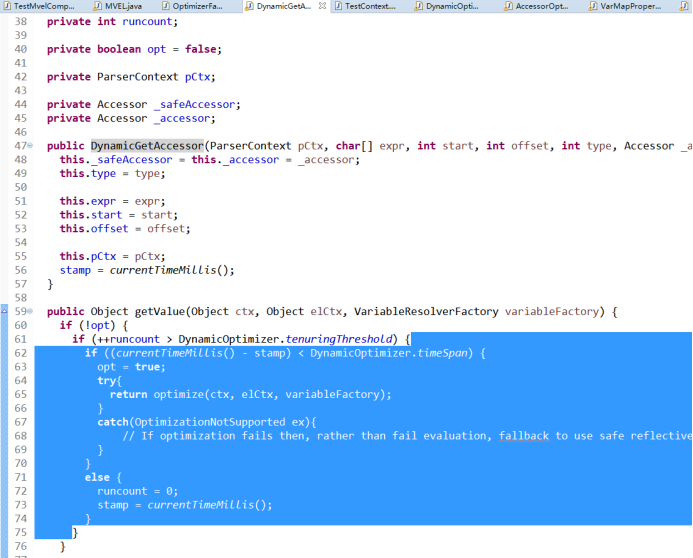 TestMvelComp... MVEL.java OptimizerFa... DynamicGetA... TestContext.... DynamicOpti... AccessorOpt... VarMapProper...
38 private int runcount;
39
40 private boolean opt = false;
41
42 private ParserContext pCtx;
43
44 private Accessor _safeAccessor;
45 private Accessor _accessor;
46
47 public DynamicGetAccessor(ParserContext pCtx, char[] expr, int start, int offset, int type, Accessor _a
48 this._safeAccessor = this._accessor = _accessor;
49 this.type = type;
50
51 this.expr = expr;
52 this.start = start;
53 this.offset = offset;
54
55 this.pCtx = pCtx;
56 stamp = currentTimeMillis();
57 }
58
59 public Object getValue(Object ctx, Object elCtx, VariableResolverFactory variableFactory) {
60 if (!opt) {
61 if (++runcount > DynamicOptimizer.tenuringThreshold) {
62 if ((currentTimeMillis() - stamp) < DynamicOptimizer.timeSpan) {
63 opt = true;
64 try{
65 return optimize(ctx, elCtx, variableFactory);
66 }
67 catch(OptimizationNotSupported ex){
68 // If optimization fails then, rather than fail evaluation, fallback to use safe reflective
69 }
70 }
71 else {
72 runcount = 0;
73 stamp = currentTimeMillis();
74 }
75 }
76 }